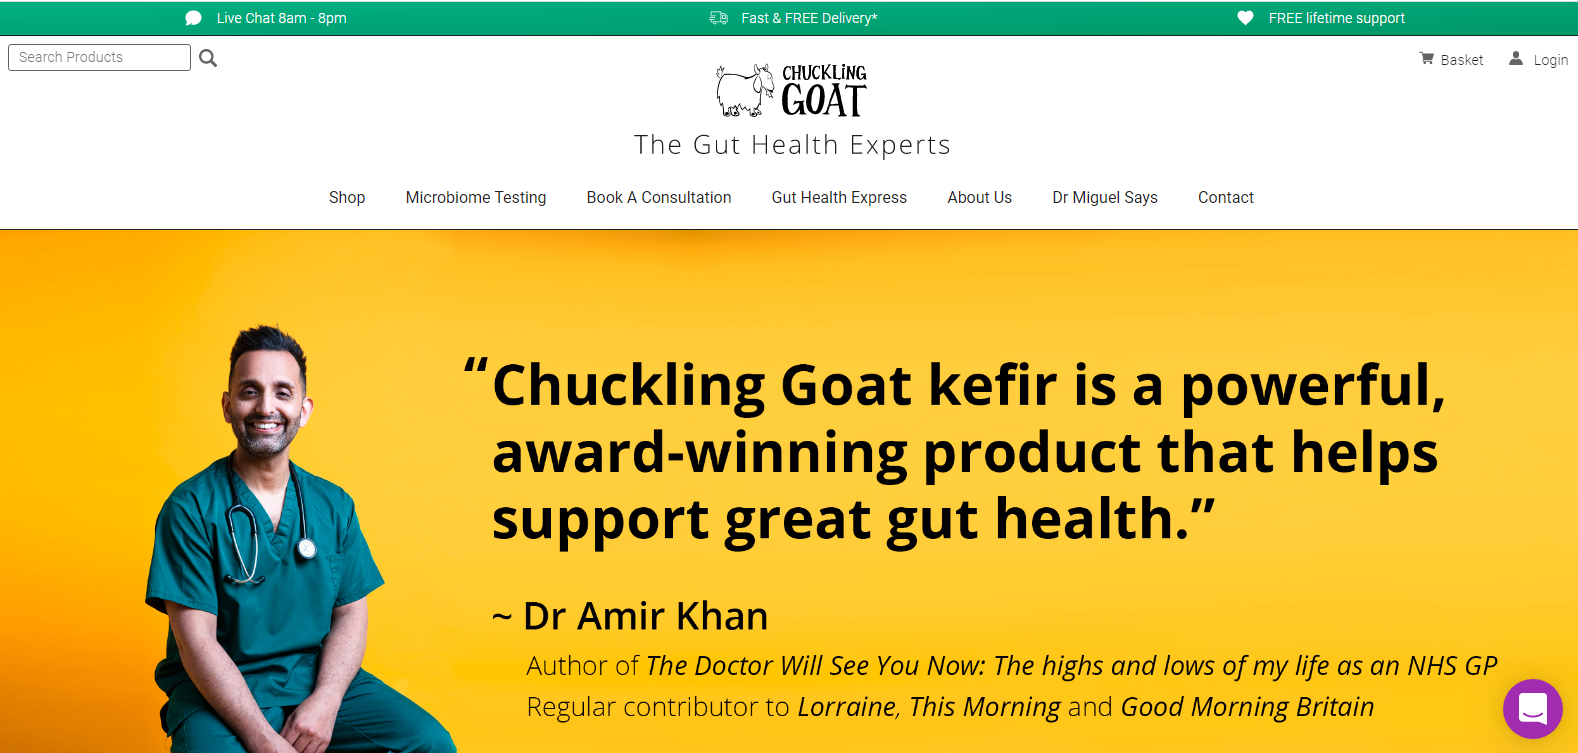 Live Chat 8am - 8pm
Fast & FREE Delivery*
FREE lifetime support
Search Products
Basket
Login
CHUCKLING
GOAT
The Gut Health Experts
Shop
Microbiome Testing
Book A Consultation
Gut Health Express
About Us
Dr Miguel Says
Contact
“Chuckling Goat kefir is a powerful,
award-winning product that helps
support great gut health.”
~ Dr Amir Khan
Author of The Doctor Will See You Now: The highs and lows of my life as an NHS GP
Regular contributor to Lorraine, This Morning and Good Morning Britain